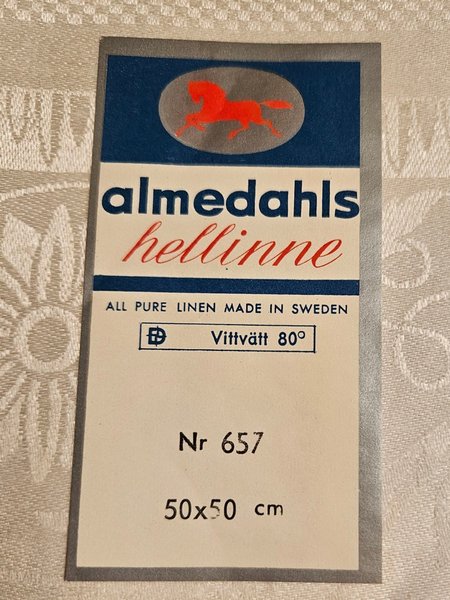 almedahls
hellinne
ALL PURE LINEN MADE IN SWEDEN
Vittvätt 80°
Nr 657
50x50 cm